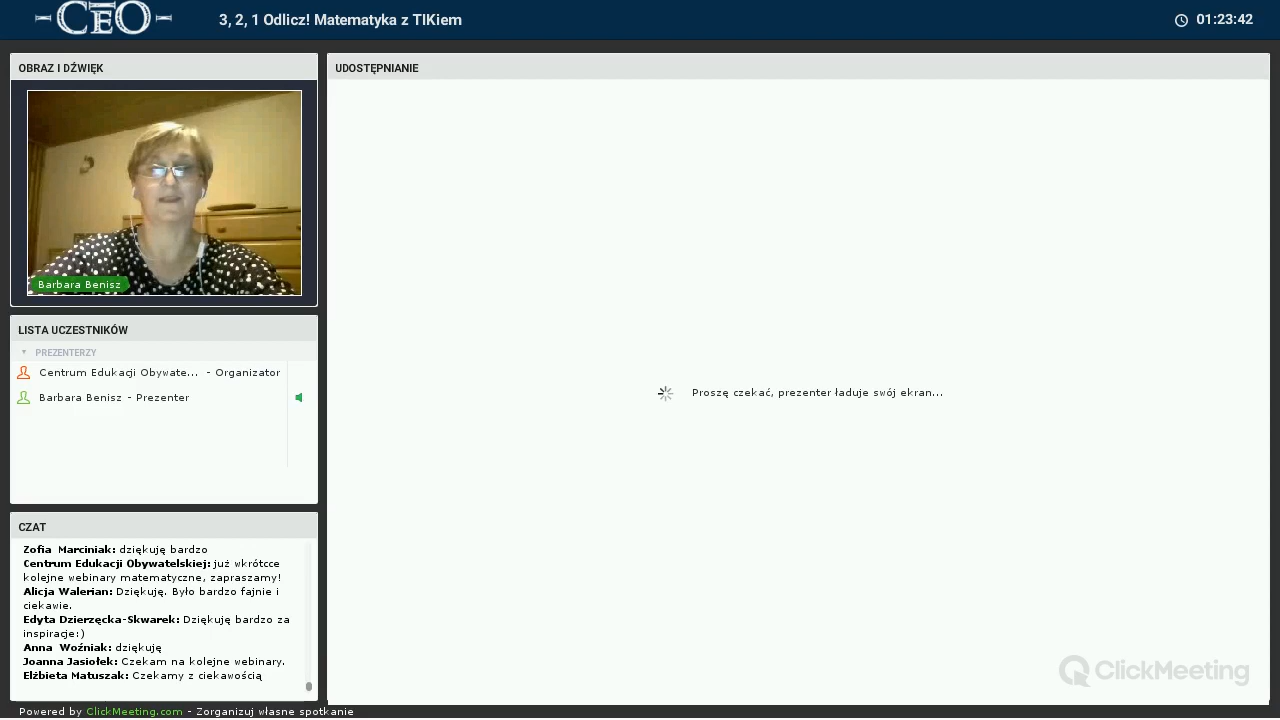 CEO
3, 2, 1 Odlicz! Matematyka z TIKiem
01:23:42
OBRAZ I DŹWIĘK
Barbara Benisz
LISTA UCZESTNIKÓW
PREZENTERZY
Centrum Edukacji Obywate... - Organizator
Barbara Benisz - Prezenter
CZAT
Zofia Marciniak: dziękuję bardzo
Centrum Edukacji Obywatelskiej: już wkrótcce
kolejne webinary matematyczne, zapraszamy!
Alicja Walerian: Dziękuję. Było bardzo fajnie i
ciekawie.
Edyta Dzierzęcka-Skwarek: Dziękuję bardzo za
inspiracje:)
Anna Woźniak: dziękuję
Joanna Jasiołek: Czekam na kolejne webinary.
Elżbieta Matuszak: Czekamy z ciekawością
UDOSTĘPNIANIE
Proszę czekać, prezenter ładuje swój ekran...
ClickMeeting
Powered by ClickMeeting.com - Zorganizuj własne spotkanie